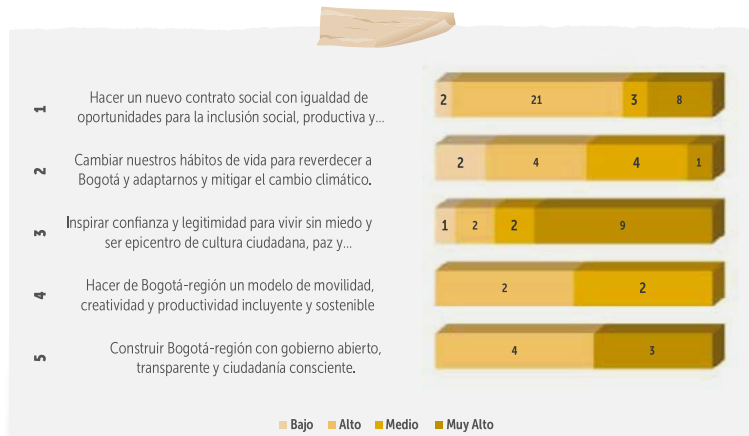 1
Hacer un nuevo contrato social con igualdad de
oportunidades para la inclusión social, productiva y...
2 21 3 8
2
Cambiar nuestros hábitos de vida para reverdecer a
Bogotá y adaptarnos y mitigar el cambio climático.
2 4 4 1
3
Inspirar confianza y legitimidad para vivir sin miedo y
ser epicentro de cultura ciudadana, paz y...
1 2 2 9
4
Hacer de Bogotá-región un modelo de movilidad,
creatividad y productividad incluyente y sostenible
2 2
5
Construir Bogotá-región con gobierno abierto,
transparente y ciudadanía consciente.
4 3
Bajo Alto Medio Muy Alto